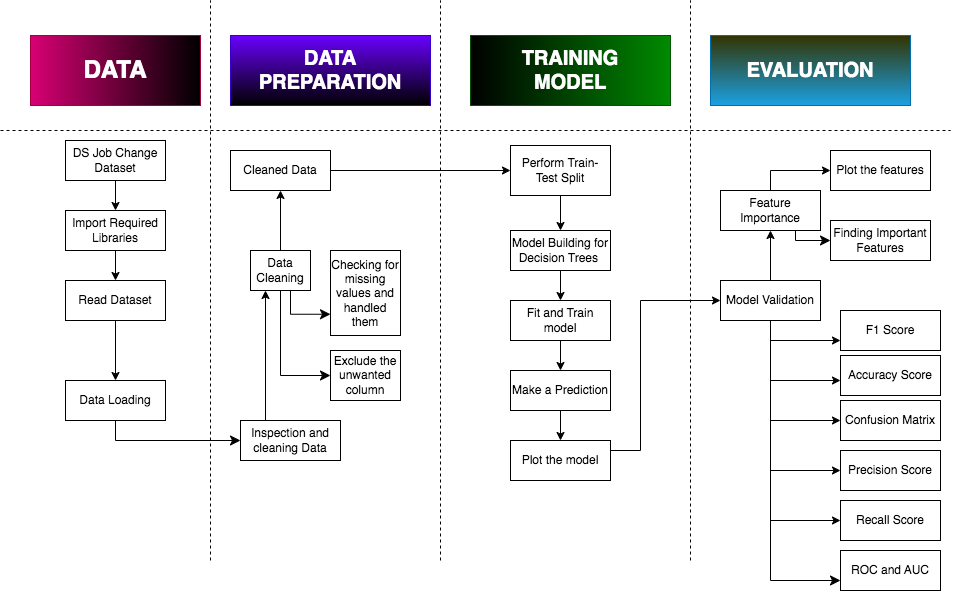 DATA
DATA
PREPARATION
TRAINING
MODEL
EVALUATION
DS Job Change
Dataset
Import Required
Libraries
Read Dataset
Data Loading
Cleaned Data
Data
Cleaning
Checking for
missing
values and
handled
them
Exclude the
unwanted
column
Inspection and
cleaning Data
Perform Train-
Test Split
Model Building for
Decision Trees
Fit and Train
model
Make a Prediction
Plot the model
Plot the features
Feature
Importance
Finding Important
Features
Model Validation
F1 Score
Accuracy Score
Confusion Matrix
Precision Score
Recall Score
ROC and AUC